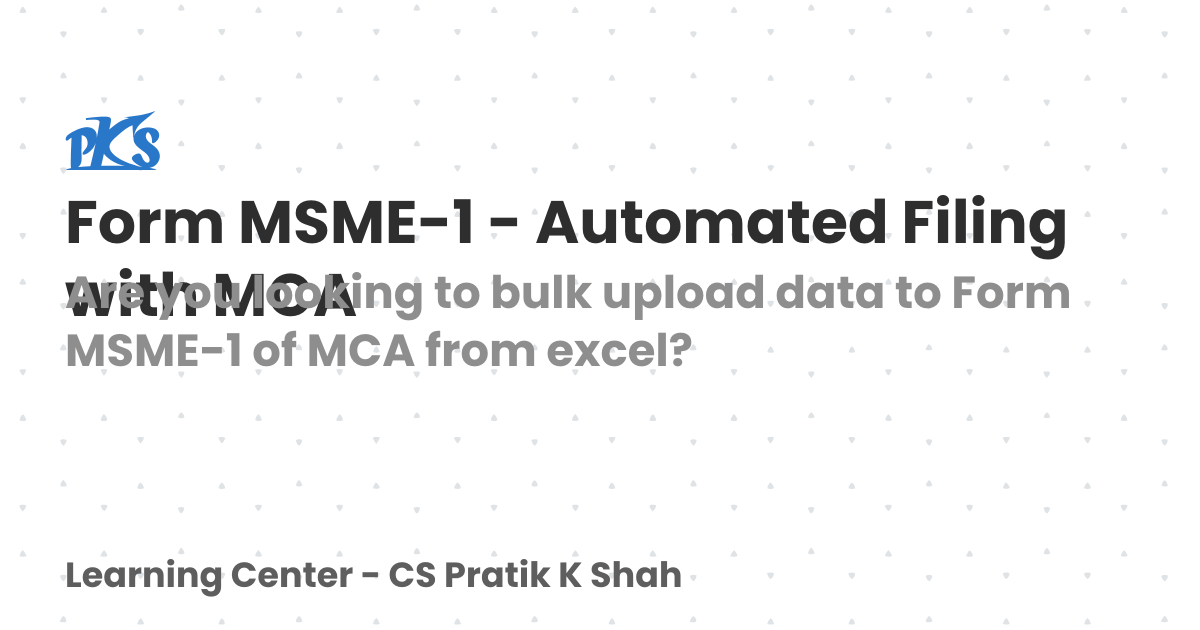 PKS
Form MSME-1 - Automated Filing
with MCA
Are you looking to bulk upload data to Form
MSME-1 of MCA from excel?
Learning Center - CS Pratik K Shah